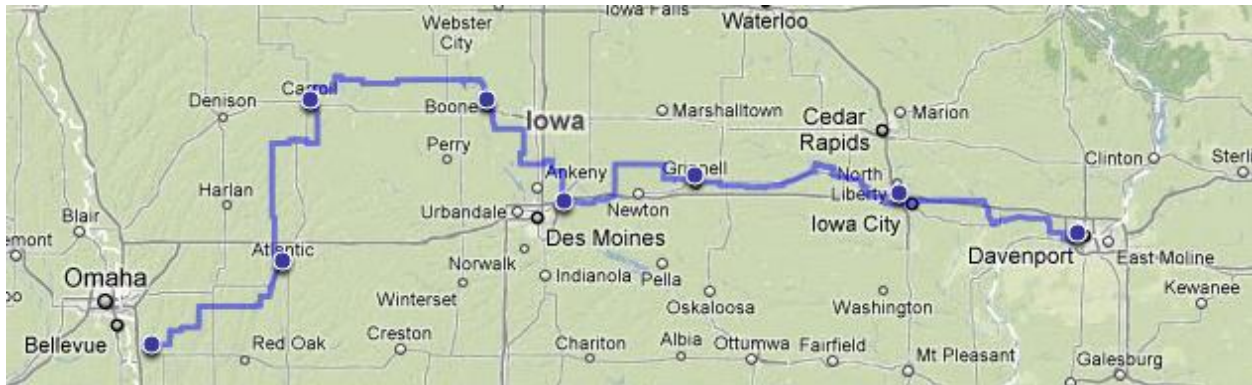 Webster
City
Iowa Falls
Waterloo
Denison
Carroll
Boone
Iowa
Marshalltown
Cedar
Rapids
Marion
Perry
Clinton
Sterli
Harlan
Ankeny
Grinnell
North
Liberty
Blair
Urbandale
Newton
Iowa City
emont
Atlantic
Des Moines
Davenport
East Moline
Omaha
Norwalk
Indianola
Pella
Kewanee
Winterset
Oskaloosa
Washington
Bellevue
Red Oak
Creston
Chariton
Albia
Ottumwa
Fairfield
Mt Pleasant
Galesburg